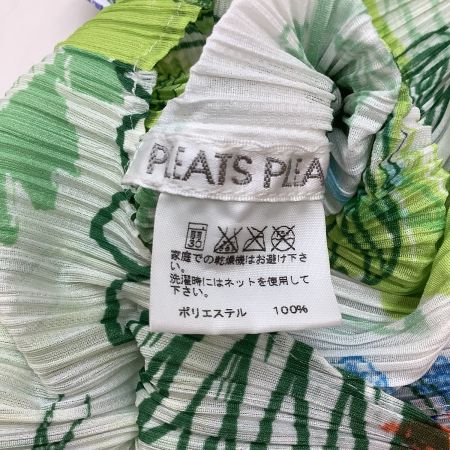 PLEATS PLEA
30
家庭での乾燥機はお避け下さ
い。
洗濯時にはネットを使用して
下さい。
ポリエステル 100%